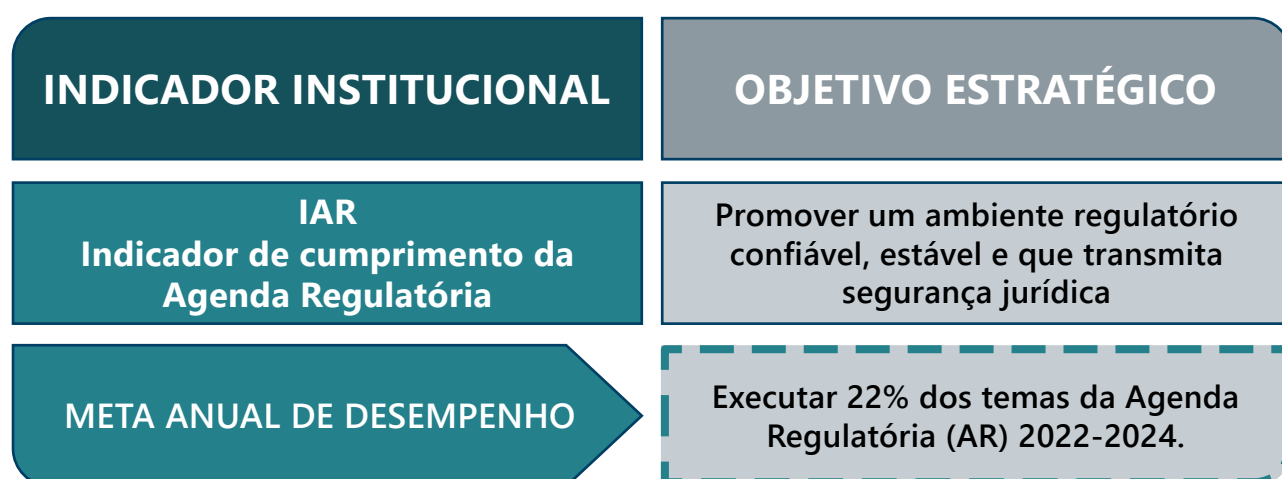 INDICADOR INSTITUCIONAL
OBJETIVO ESTRATÉGICO
IAR
Indicador de cumprimento da
Agenda Regulatória
Promover um ambiente regulatório
confiável, estável e que transmita
segurança jurídica
META ANUAL DE DESEMPENHO
Executar 22% dos temas da Agenda
Regulatória (AR) 2022-2024.